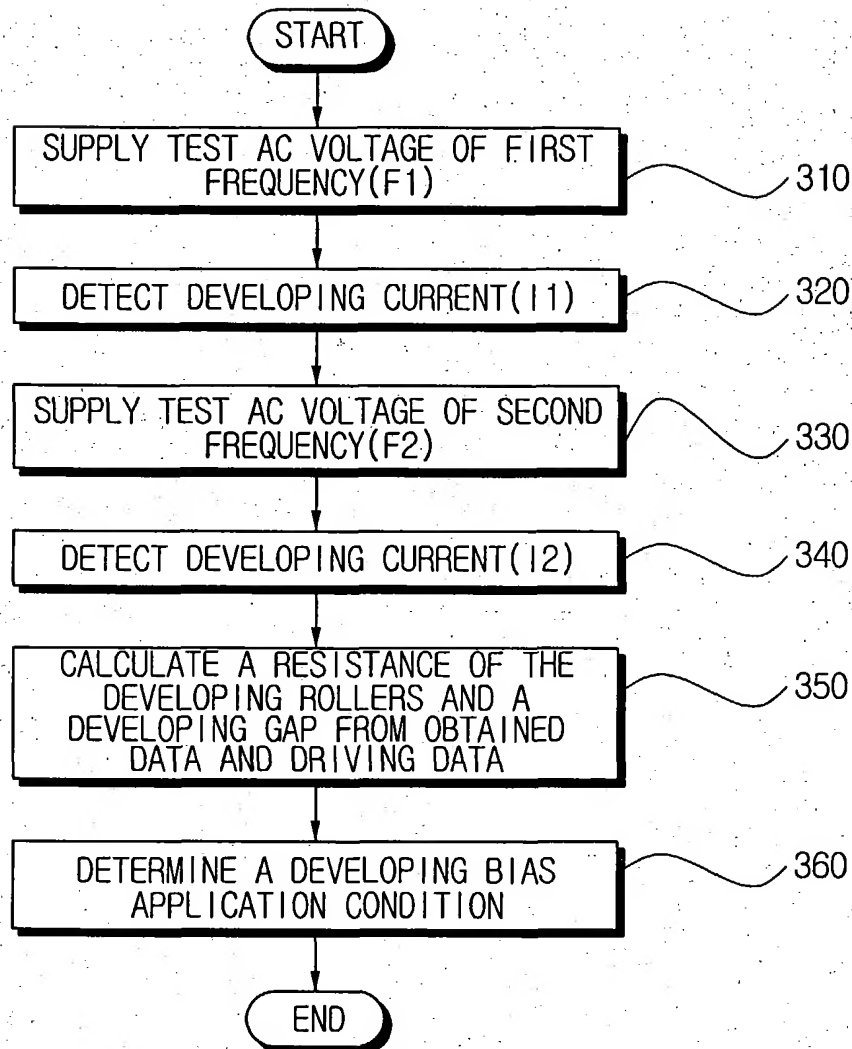 START
SUPPLY TEST AC VOLTAGE OF FIRST
FREQUENCY(F1)
310
DETECT DEVELOPING CURRENT(I1)
320
SUPPLY TEST AC VOLTAGE OF SECOND
FREQUENCY(F2)
330
DETECT DEVELOPING CURRENT(I2)
340
CALCULATE A RESISTANCE OF THE
DEVELOPING ROLLERS AND A
DEVELOPING GAP FROM OBTAINED
DATA AND DRIVING DATA
350
DETERMINE A DEVELOPING BIAS
APPLICATION CONDITION
360
END